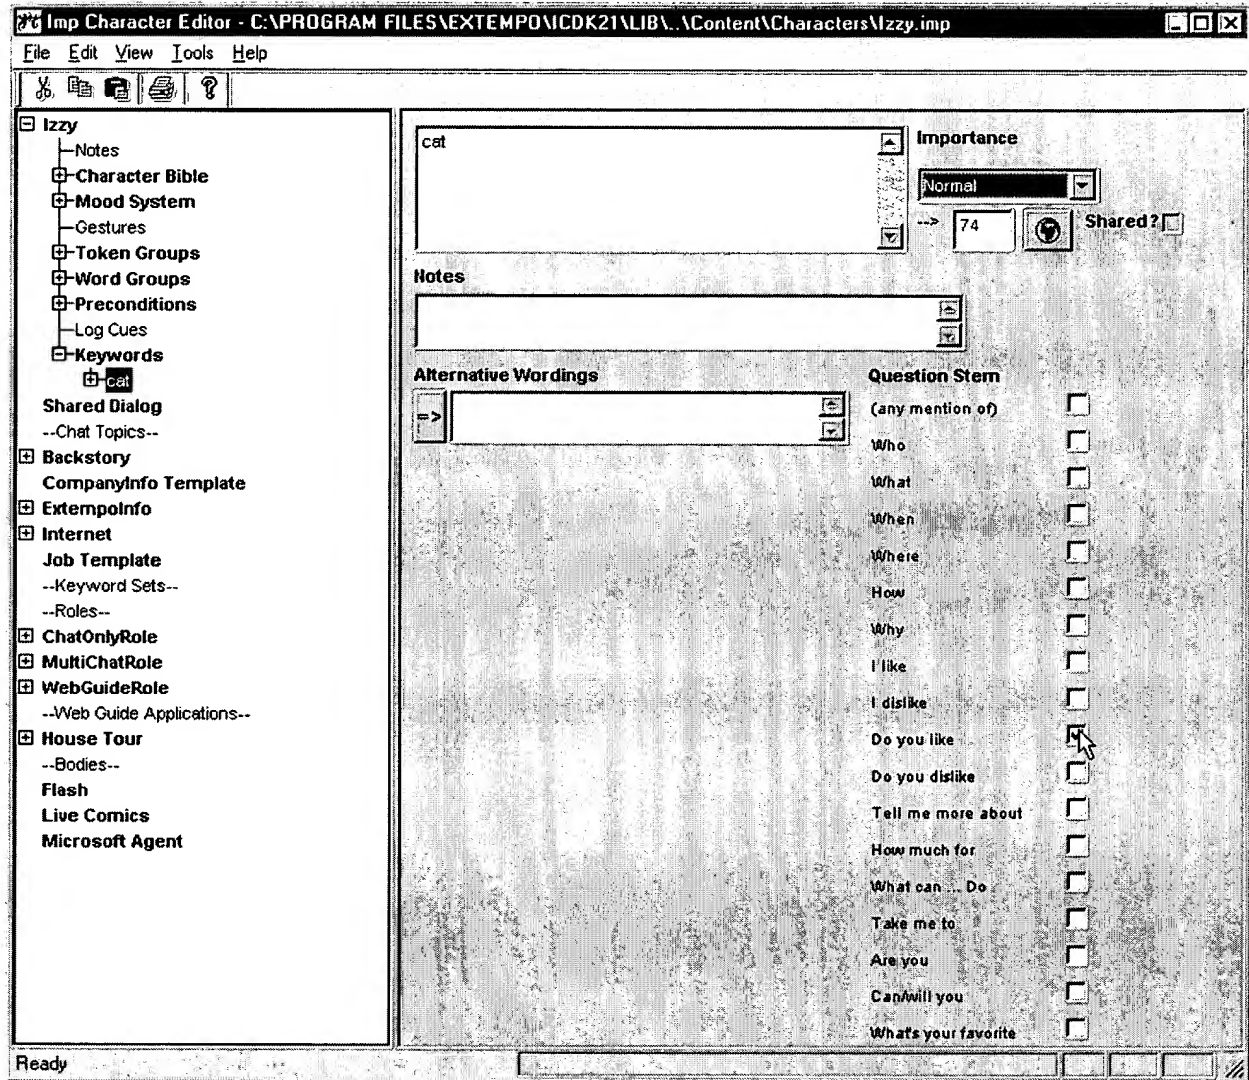 Imp Character Editor - C:\PROGRAM FILES\EXTEMPO\ICDK21\LIB\..\Content\Characters\Izzy.imp
File Edit View Tools Help
Izzy
Notes
Character Bible
Mood System
Gestures
Token Groups
Word Groups
Preconditions
Log Cues
Keywords
cat
Shared Dialog
--Chat Topics--
Backstory
CompanyInfo Template
ExtempoInfo
Internet
Job Template
--Keyword Sets--
--Roles--
ChatOnlyRole
MultiChatRole
WebGuideRole
--Web Guide Applications--
House Tour
--Bodies--
Flash
Live Comics
Microsoft Agent
cat
Importance
Normal
--> 74 Shared?
Notes
Alternative Wordings
=>
Question Stem
(any mention of)
Who
What
When
Where
How
Why
I like
I dislike
Do you like
Do you dislike
Tell me more about
How much for
What can ... Do
Take me to
Are you
Can/will you
What's your favorite
Ready